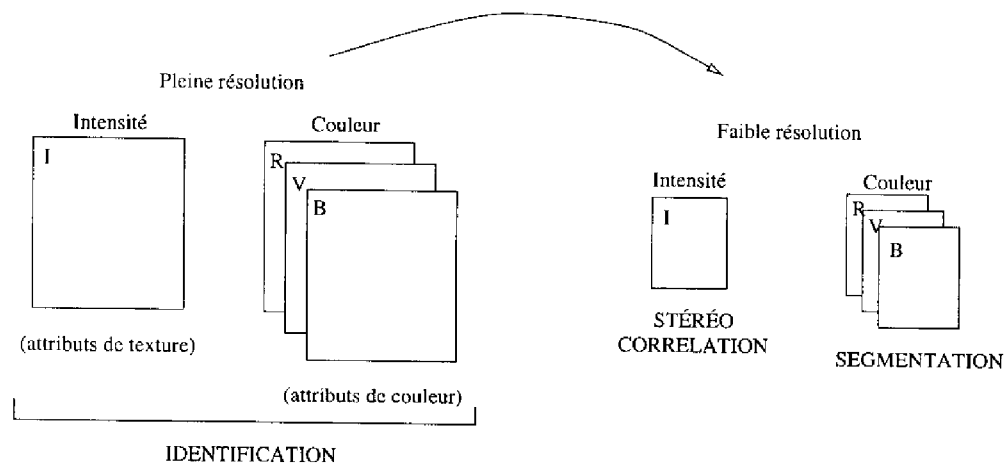 Pleine résolution
Intensité
Couleur
I
R
V
B
(attributs de texture)
(attributs de couleur)
IDENTIFICATION
Faible résolution
Intensité
Couleur
I
R
V
B
STÉRÉO
CORRELATION
SEGMENTATION